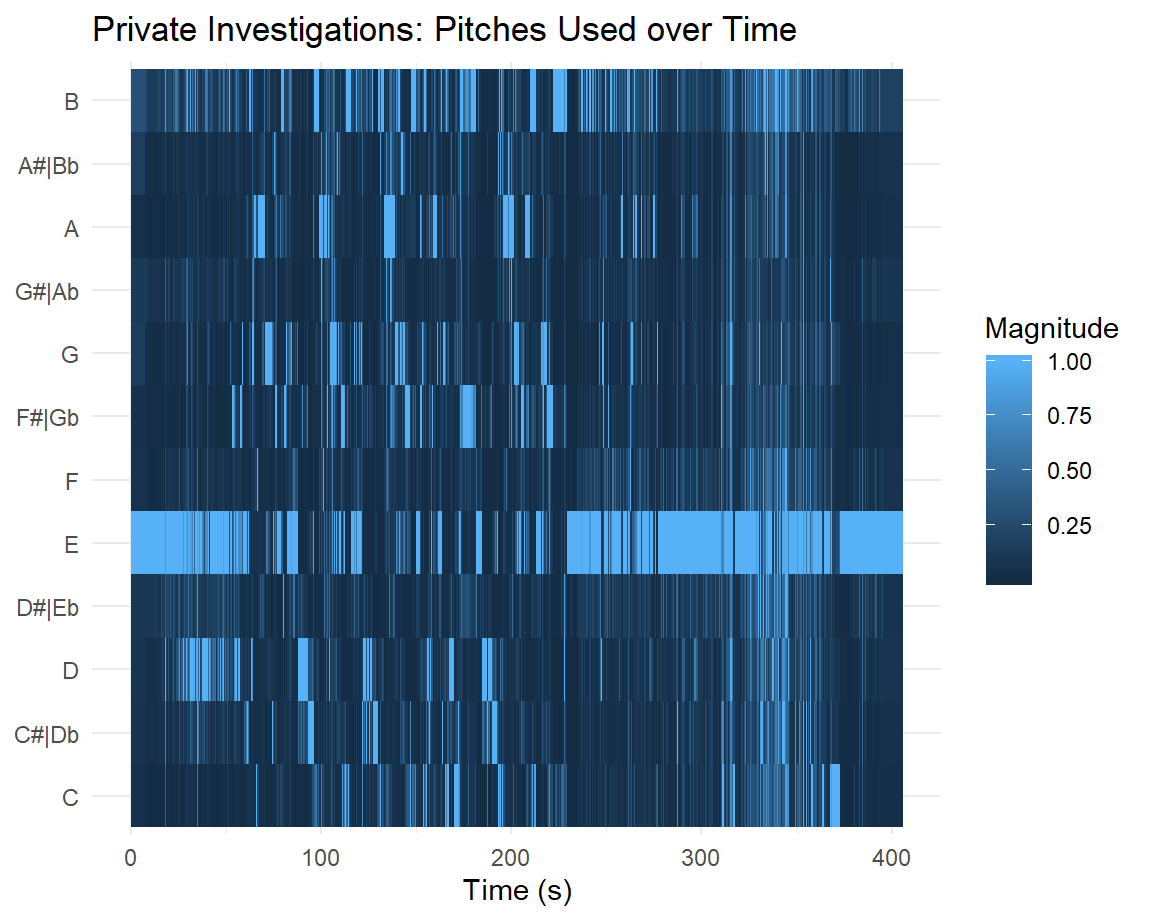 Private Investigations: Pitches Used over Time
B
A#|Bb
A
G#|Ab
G
F#|Gb
F
E
D#|Eb
D
C#|Db
C
0
100
200
300
400
Time (s)
Magnitude
1.00
0.75
0.50
0.25